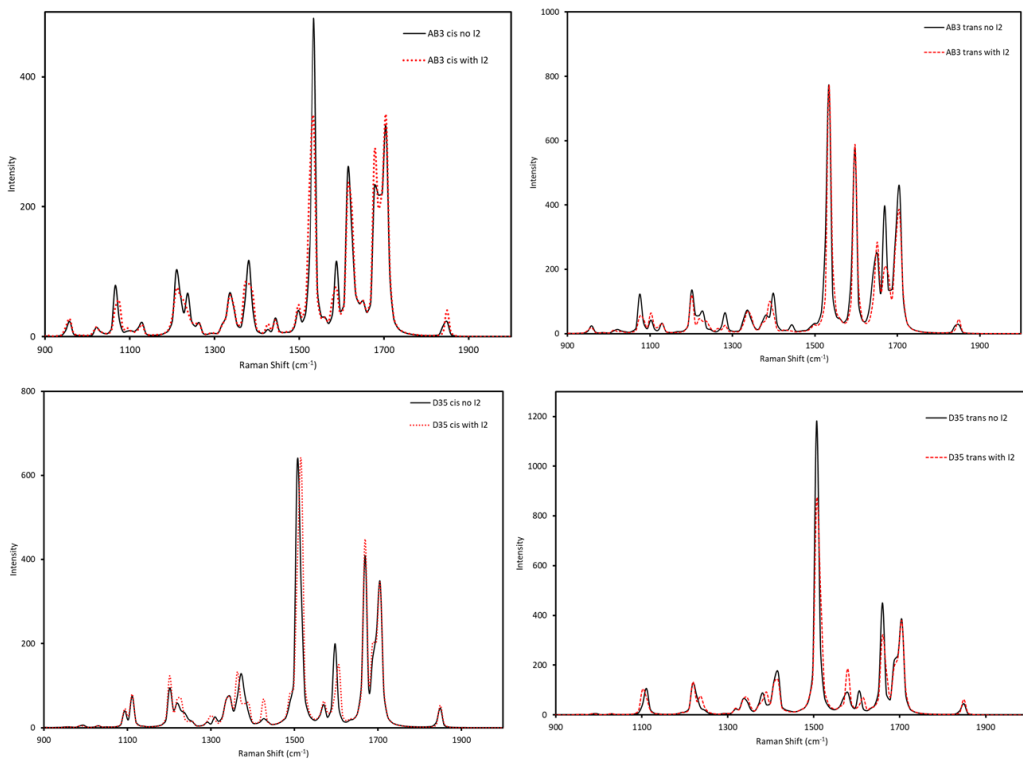 AB3 cis no I2
AB3 cis with I2
400
200
0
Intensity
900 1100 1300 1500 1700 1900
Raman Shift (cm-1)
AB3 trans no I2
AB3 trans with I2
1000
800
600
400
200
0
Intensity
900 1100 1300 1500 1700 1900
Raman Shift (cm-1)
D35 cis no I2
D35 cis with I2
800
600
400
200
0
Intensity
900 1100 1300 1500 1700 1900
Raman Shift (cm-1)
D35 trans no I2
D35 trans with I2
1200
1000
800
600
400
200
0
Intensity
900 1100 1300 1500 1700 1900
Raman Shift (cm-1)